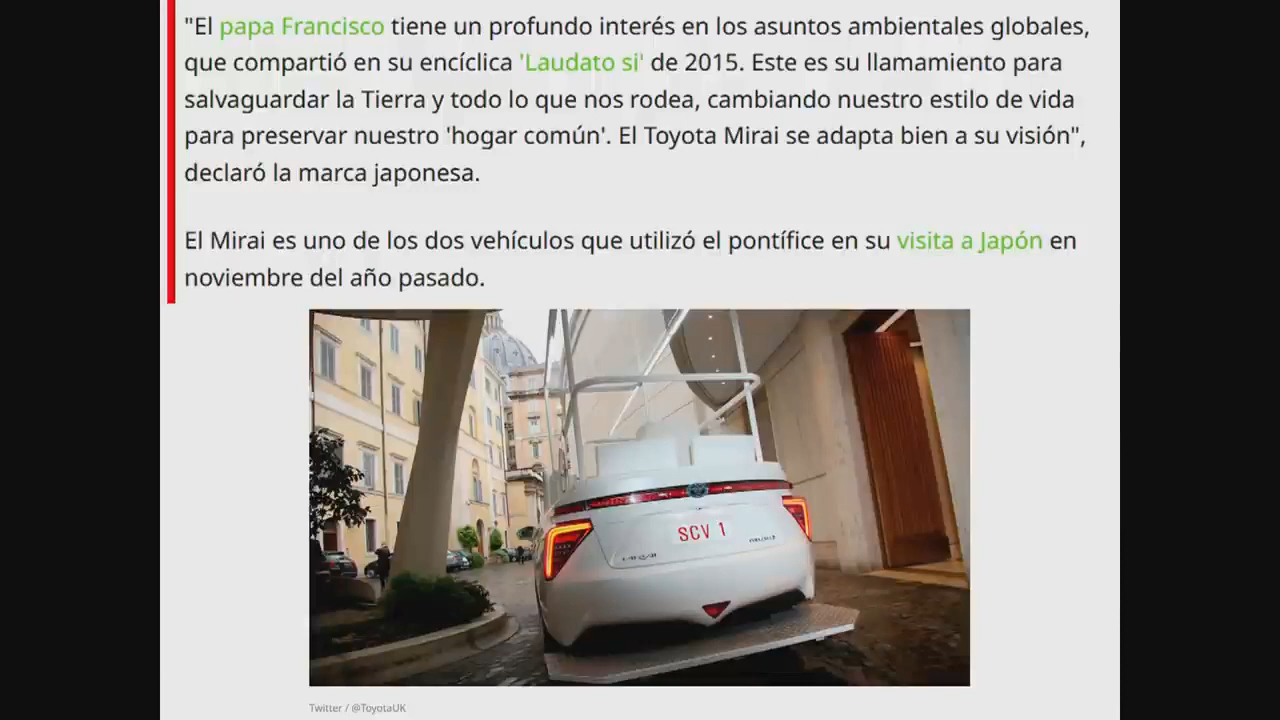 "El papa Francisco tiene un profundo interés en los asuntos ambientales globales,
que compartió en su encíclica 'Laudato si' de 2015. Este es su llamamiento para
salvaguardar la Tierra y todo lo que nos rodea, cambiando nuestro estilo de vida
para preservar nuestro 'hogar común'. El Toyota Mirai se adapta bien a su visión",
declaró la marca japonesa.
El Mirai es uno de los dos vehículos que utilizó el pontífice en su visita a Japón en
noviembre del año pasado.
SCV 1
Twitter / @ToyotaUK